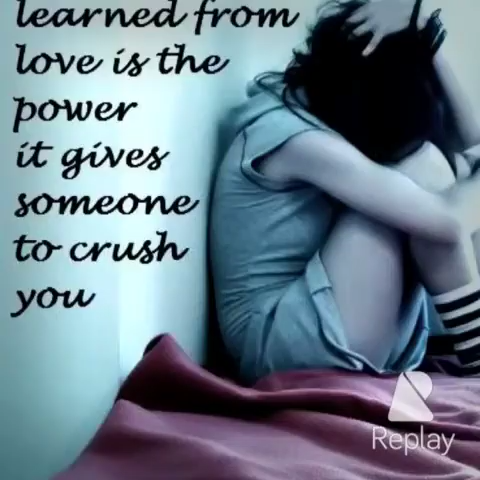 learned from
love is the
power
it gives
someone
to crush
you
Replay